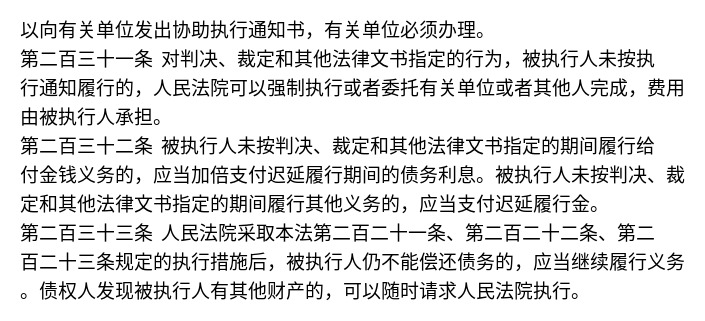 以向有关单位发出协助执行通知书，有关单位必须办理。
第二百三十一条 对判决、裁定和其他法律文书指定的行为，被执行人未按执
行通知履行的，人民法院可以强制执行或者委托有关单位或者其他人完成，费用
由被执行人承担。
第二百三十二条 被执行人未按判决、裁定和其他法律文书指定的期间履行给
付金钱义务的，应当加倍支付迟延履行期间的债务利息。被执行人未按判决、裁
定和其他法律文书指定的期间履行其他义务的，应当支付迟延履行金。
第二百三十三条 人民法院采取本法第二百二十一条、第二百二十二条、第二
百二十三条规定的执行措施后，被执行人仍不能偿还债务的，应当继续履行义务
。债权人发现被执行人有其他财产的，可以随时请求人民法院执行。